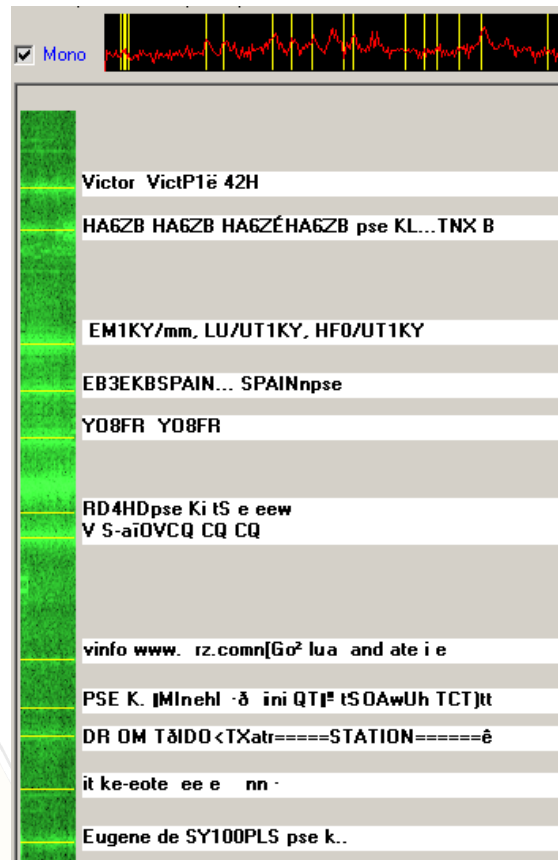 Mono
Victor VictP1ë 42H
HA6ZB HA6ZB HA6ZÉHA6ZB pse KL...TNX B
EM1KY/mm, LU/UT1KY, HF0/UT1KY
EB3EKBSPAIN... SPAINnpse
YO8FR YO8FR
RD4HDpse Ki tS e eew
V S-aïOVCQ CQ CQ
vinfo www. rz.comn[Go² lua and ate i e
PSE K. ini
DR OM TðIDO<TXatr=====STATION======ê
it ke-eote ee e nn ·
Eugene de SY100PLS pse k..